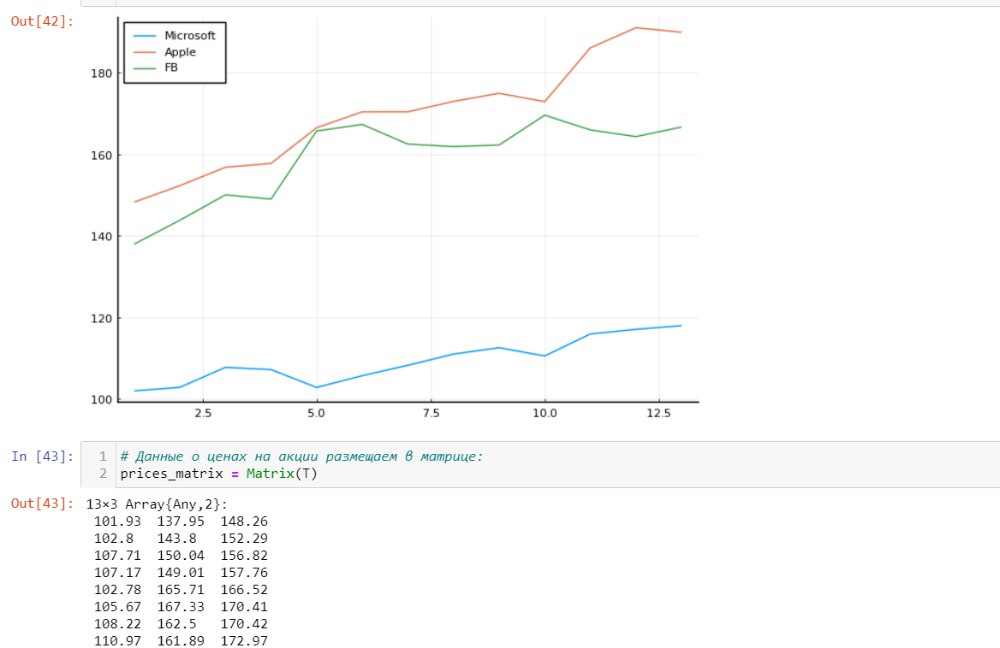 Out[42]:
Microsoft
Apple
FB
180
160
140
120
100
2.5 5.0 7.5 10.0 12.5
In [43]:
1 # Данные о ценах на акции размещаем в матрице:
2 prices_matrix = Matrix(T)
Out[43]: 13×3 Array{Any,2}:
101.93 137.95 148.26
102.8 143.8 152.29
107.71 150.04 156.82
107.17 149.01 157.76
102.78 165.71 166.52
105.67 167.33 170.41
108.22 162.5 170.42
110.97 161.89 172.97